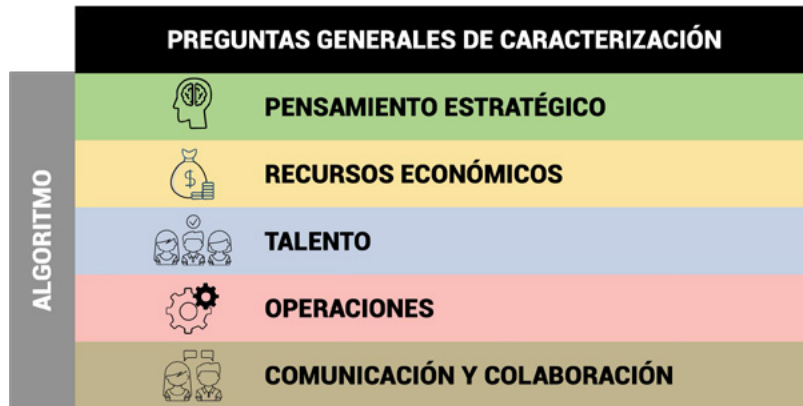 PREGUNTAS GENERALES DE CARACTERIZACIÓN
ALGORITMO
PENSAMIENTO ESTRATÉGICO
$
RECURSOS ECONÓMICOS
TALENTO
OPERACIONES
COMUNICACIÓN Y COLABORACIÓN